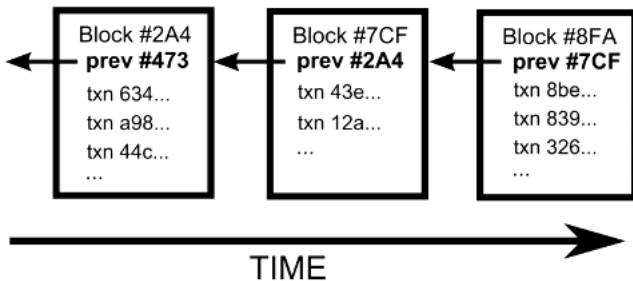 Block #2A4
prev #473
txn 634...
txn a98...
txn 44c...
...
Block #7CF
prev #2A4
txn 43e...
txn 12a...
...
Block #8FA
prev #7CF
txn 8be...
txn 839...
txn 326...
...
TIME